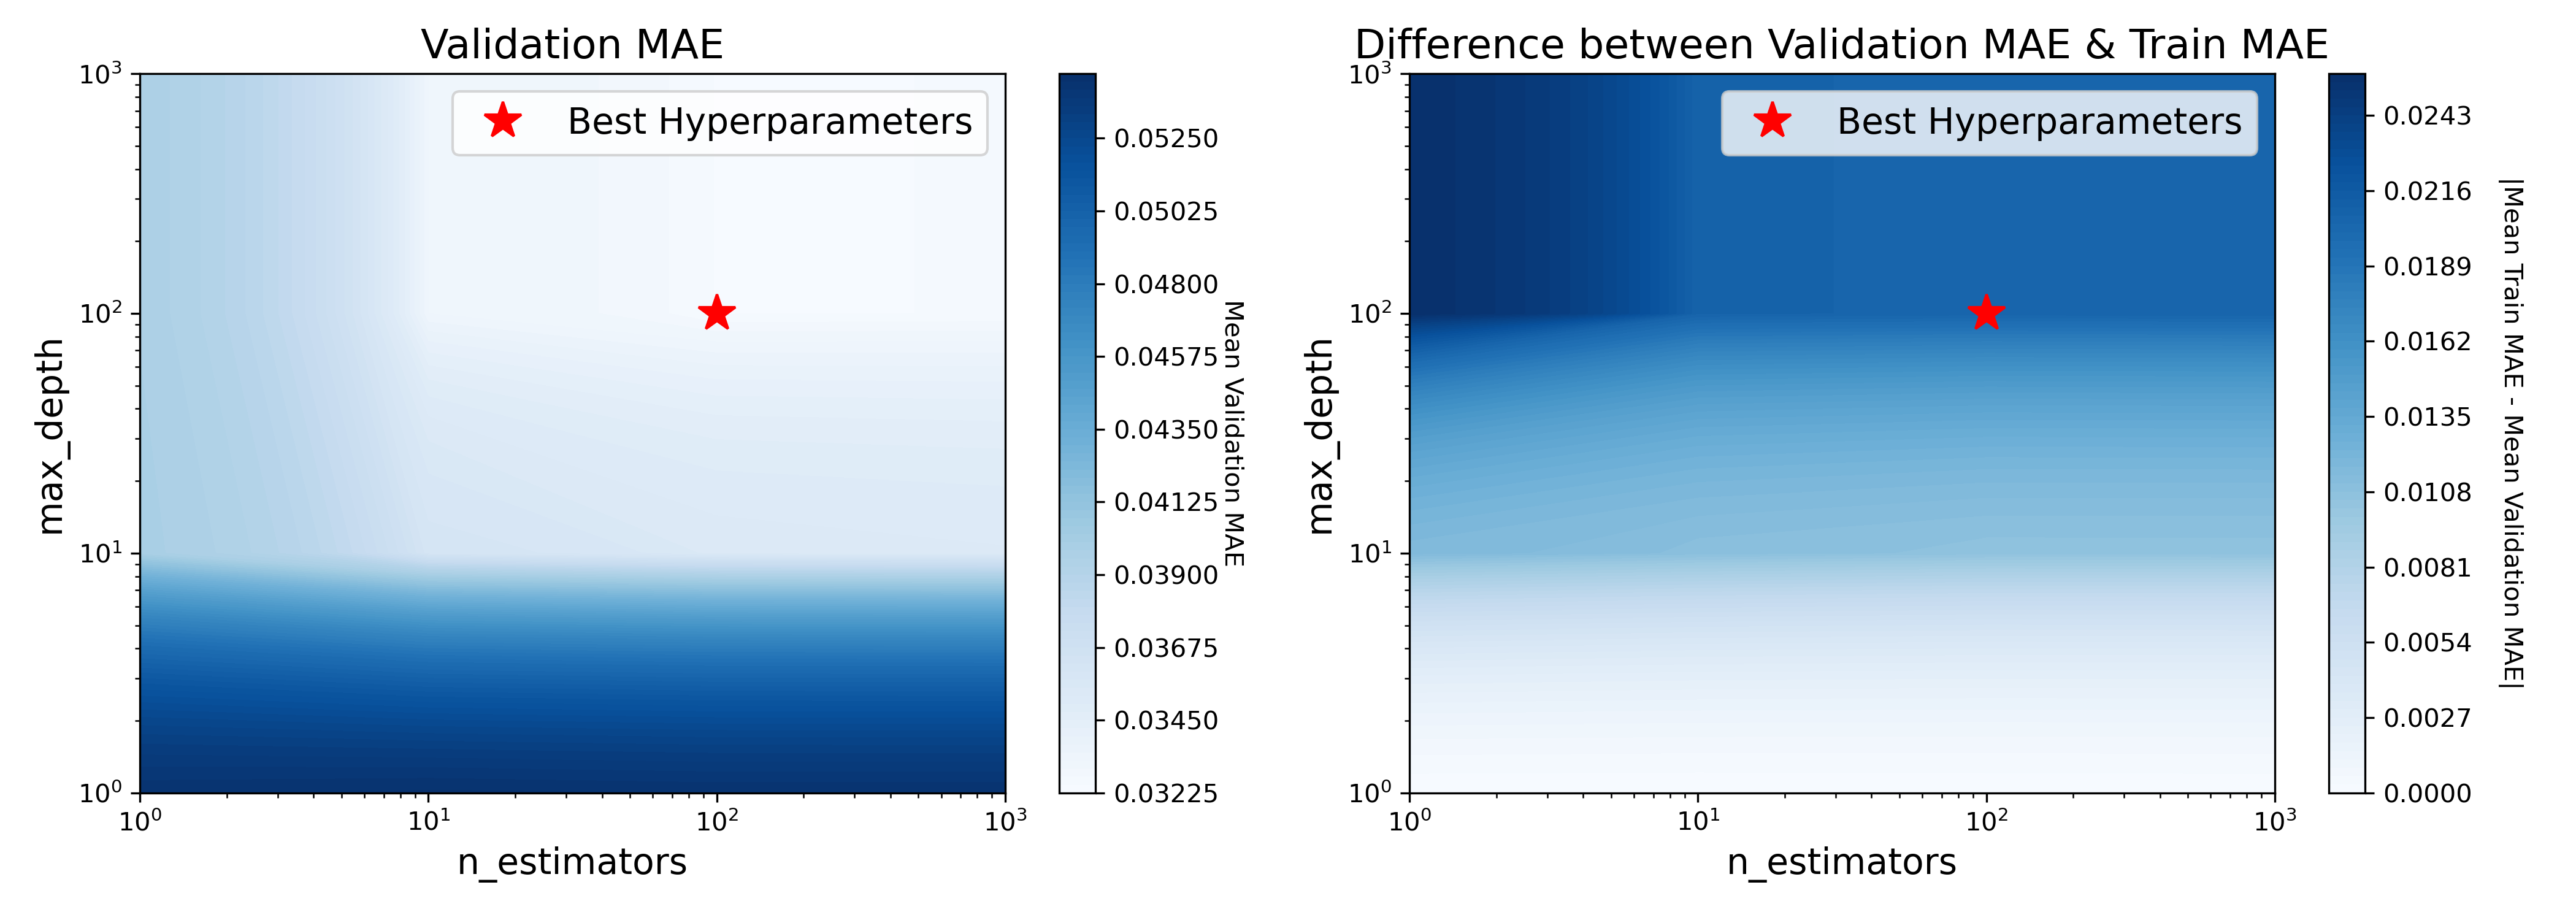 Validation MAE
Best Hyperparameters
10³
10²
10¹
10⁰
max_depth
10⁰ 10¹ 10² 10³
n_estimators
0.05250
0.05025
0.04800
0.04575
0.04350
0.04125
0.03900
0.03675
0.03450
0.03225
Mean Validation MAE
Difference between Validation MAE & Train MAE
Best Hyperparameters
10³
10²
10¹
10⁰
max_depth
10⁰ 10¹ 10² 10³
n_estimators
0.0243
0.0216
0.0189
0.0162
0.0135
0.0108
0.0081
0.0054
0.0027
0.0000
|Mean Train MAE - Mean Validation MAE|